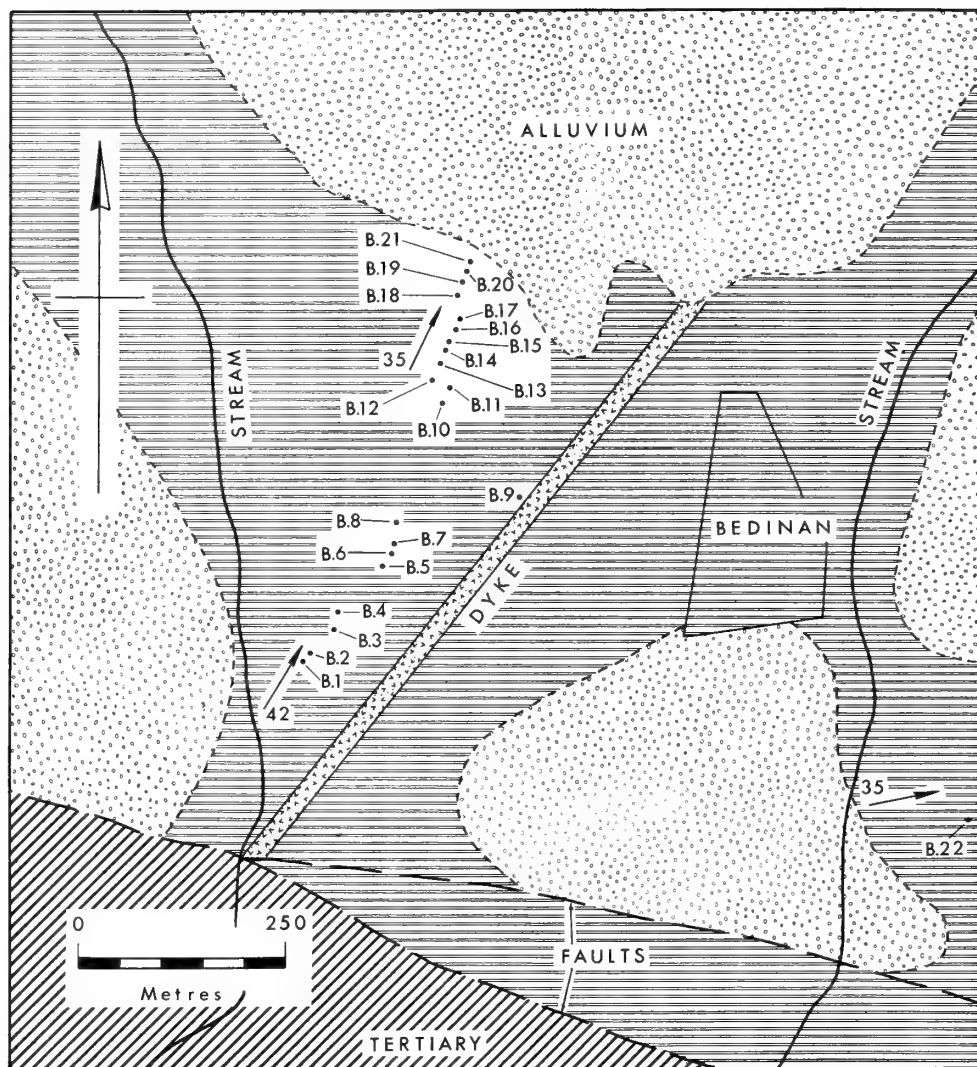 ALLUVIUM
B.21
B.19
B.20
B.18
B.17
B.16
B.15
35
B.14
B.13
B.12
B.11
B.10
STREAM
STREAM
B.9
B.8
BEDINAN
B.7
B.6
B.5
DYKE
B.4
B.3
B.2
B.1
42
35
B.22
0 250
Metres
FAULTS
TERTIARY